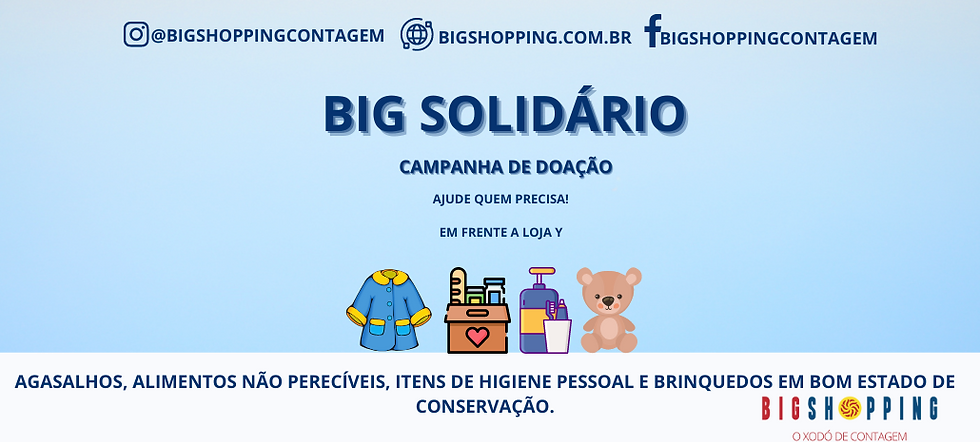 @BIGSHOPPINGCONTAGEM BIGSHOPPING.COM.BR BIGSHOPPINGCONTAGEM
BIG SOLIDÁRIO
CAMPANHA DE DOAÇÃO
AJUDE QUEM PRECISA!
EM FRENTE A LOJA Y
AGASALHOS, ALIMENTOS NÃO PERECÍVEIS, ITENS DE HIGIENE PESSOAL E BRINQUEDOS EM BOM ESTADO DE
CONSERVAÇÃO.
BIGSHOPPING
O XODÓ DE CONTAGEM